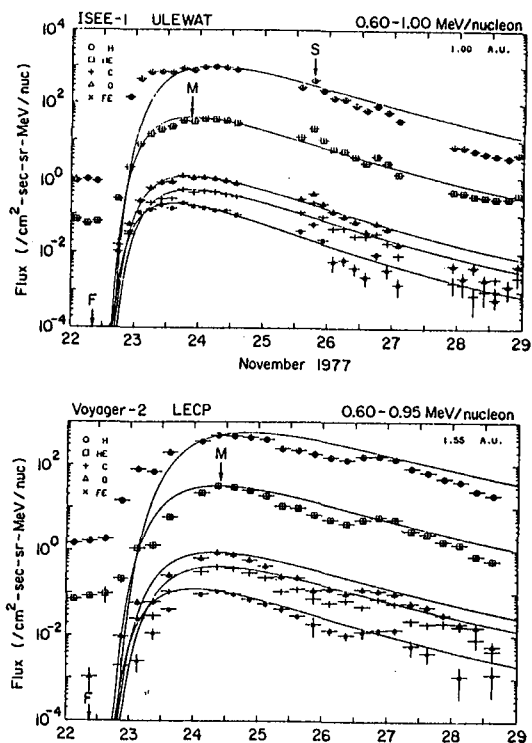 ISEE-1 ULEWAT 0.60-1.00 MeV/nucleon
O H
HE
+ C
Δ O
× FE
1.00 A.U.
S
M
F
10⁴
10²
10⁰
10⁻²
10⁻⁴
Flux (/cm²-sec-sr-MeV/nuc)
22 23 24 25 26 27 28 29
November 1977
Voyager-2 LECP 0.60-0.95 MeV/nucleon
O H
HE
+ C
Δ O
× FE
1.55 A.U.
M
F
10²
10⁰
10⁻²
10⁻⁴
Flux (/cm²-sec-sr-MeV/nuc)
22 23 24 25 26 27 28 29